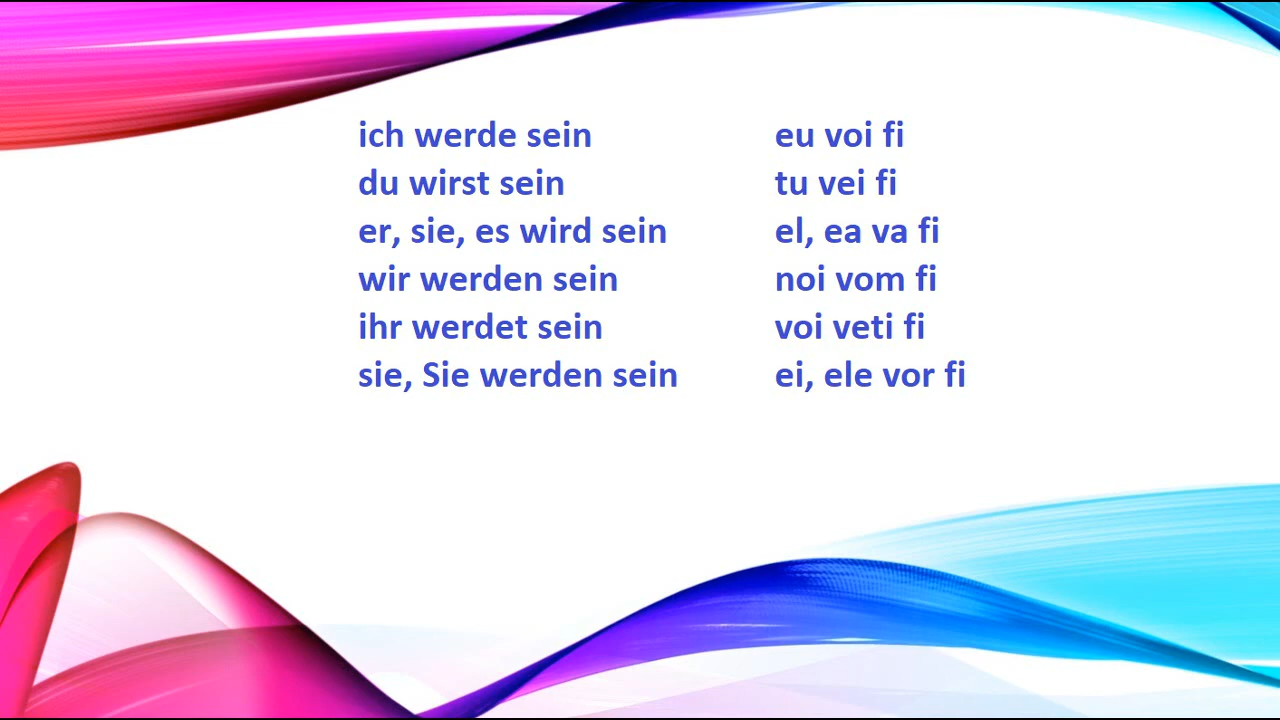 ich werde sein eu voi fi
du wirst sein tu vei fi
er, sie, es wird sein el, ea va fi
wir werden sein noi vom fi
ihr werdet sein voi veti fi
sie, Sie werden sein ei, ele vor fi